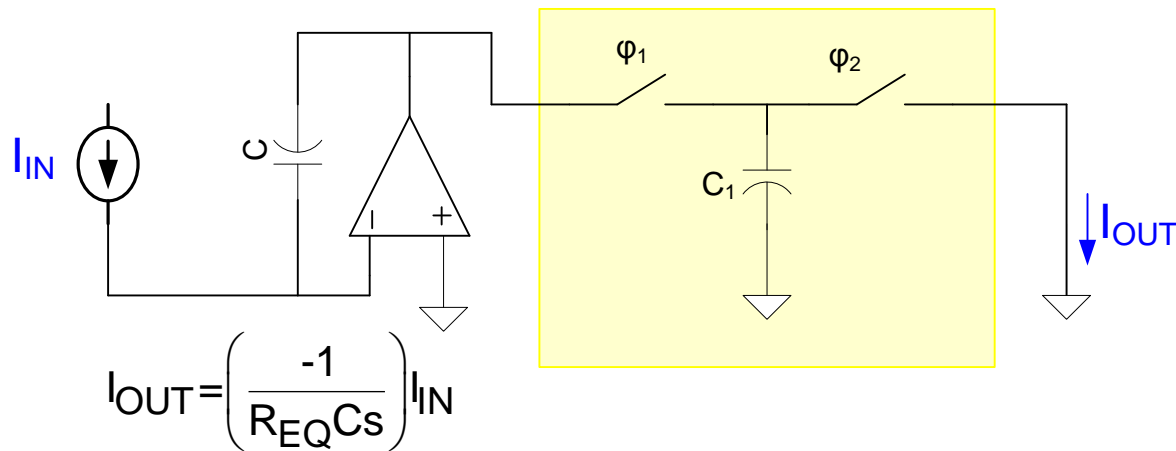 φ1
φ2
IIN
C
C1
IOUT
IOUT=(-1/REQCs)IIN